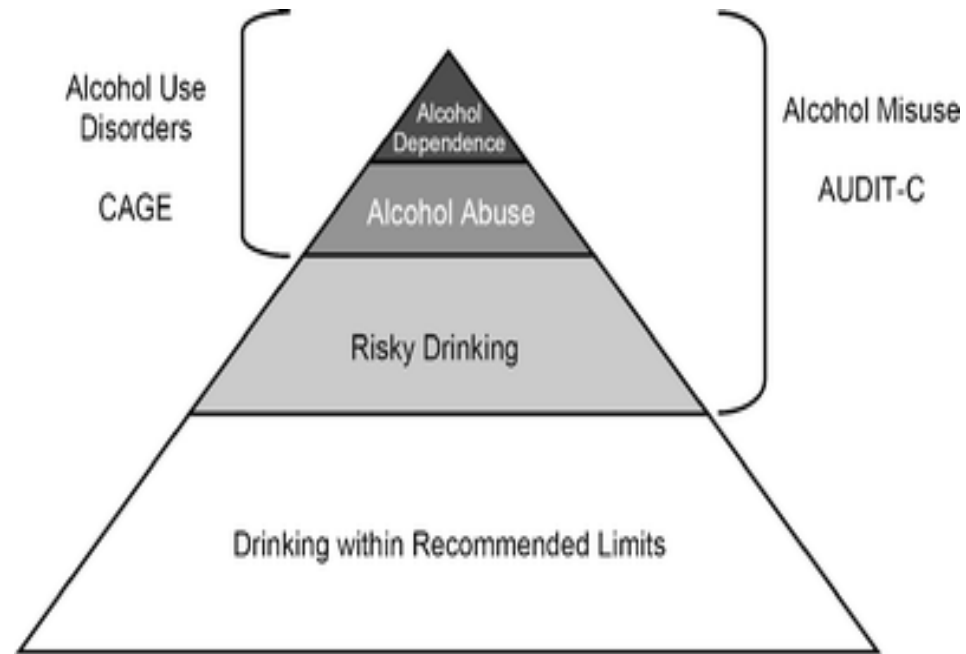 Alcohol Use
Disorders
CAGE
Alcohol
Dependence
Alcohol Abuse
Risky Drinking
Drinking within Recommended Limits
Alcohol Misuse
AUDIT-C